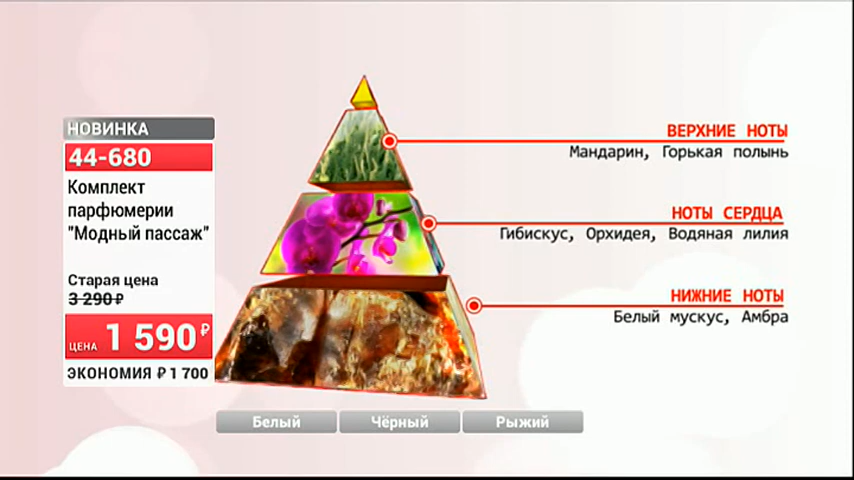 НОВИНКА
44-680
Комплект
парфюмерии
"Модный пассаж"
Старая цена
3 290 ₽
ЦЕНА 1 590 ₽
ЭКОНОМИЯ ₽ 1 700
ВЕРХНИЕ НОТЫ
Мандарин, Горькая полынь
НОТЫ СЕРДЦА
Гибискус, Орхидея, Водяная лилия
НИЖНИЕ НОТЫ
Белый мускус, Амбра
Белый
Чёрный
Рыжий